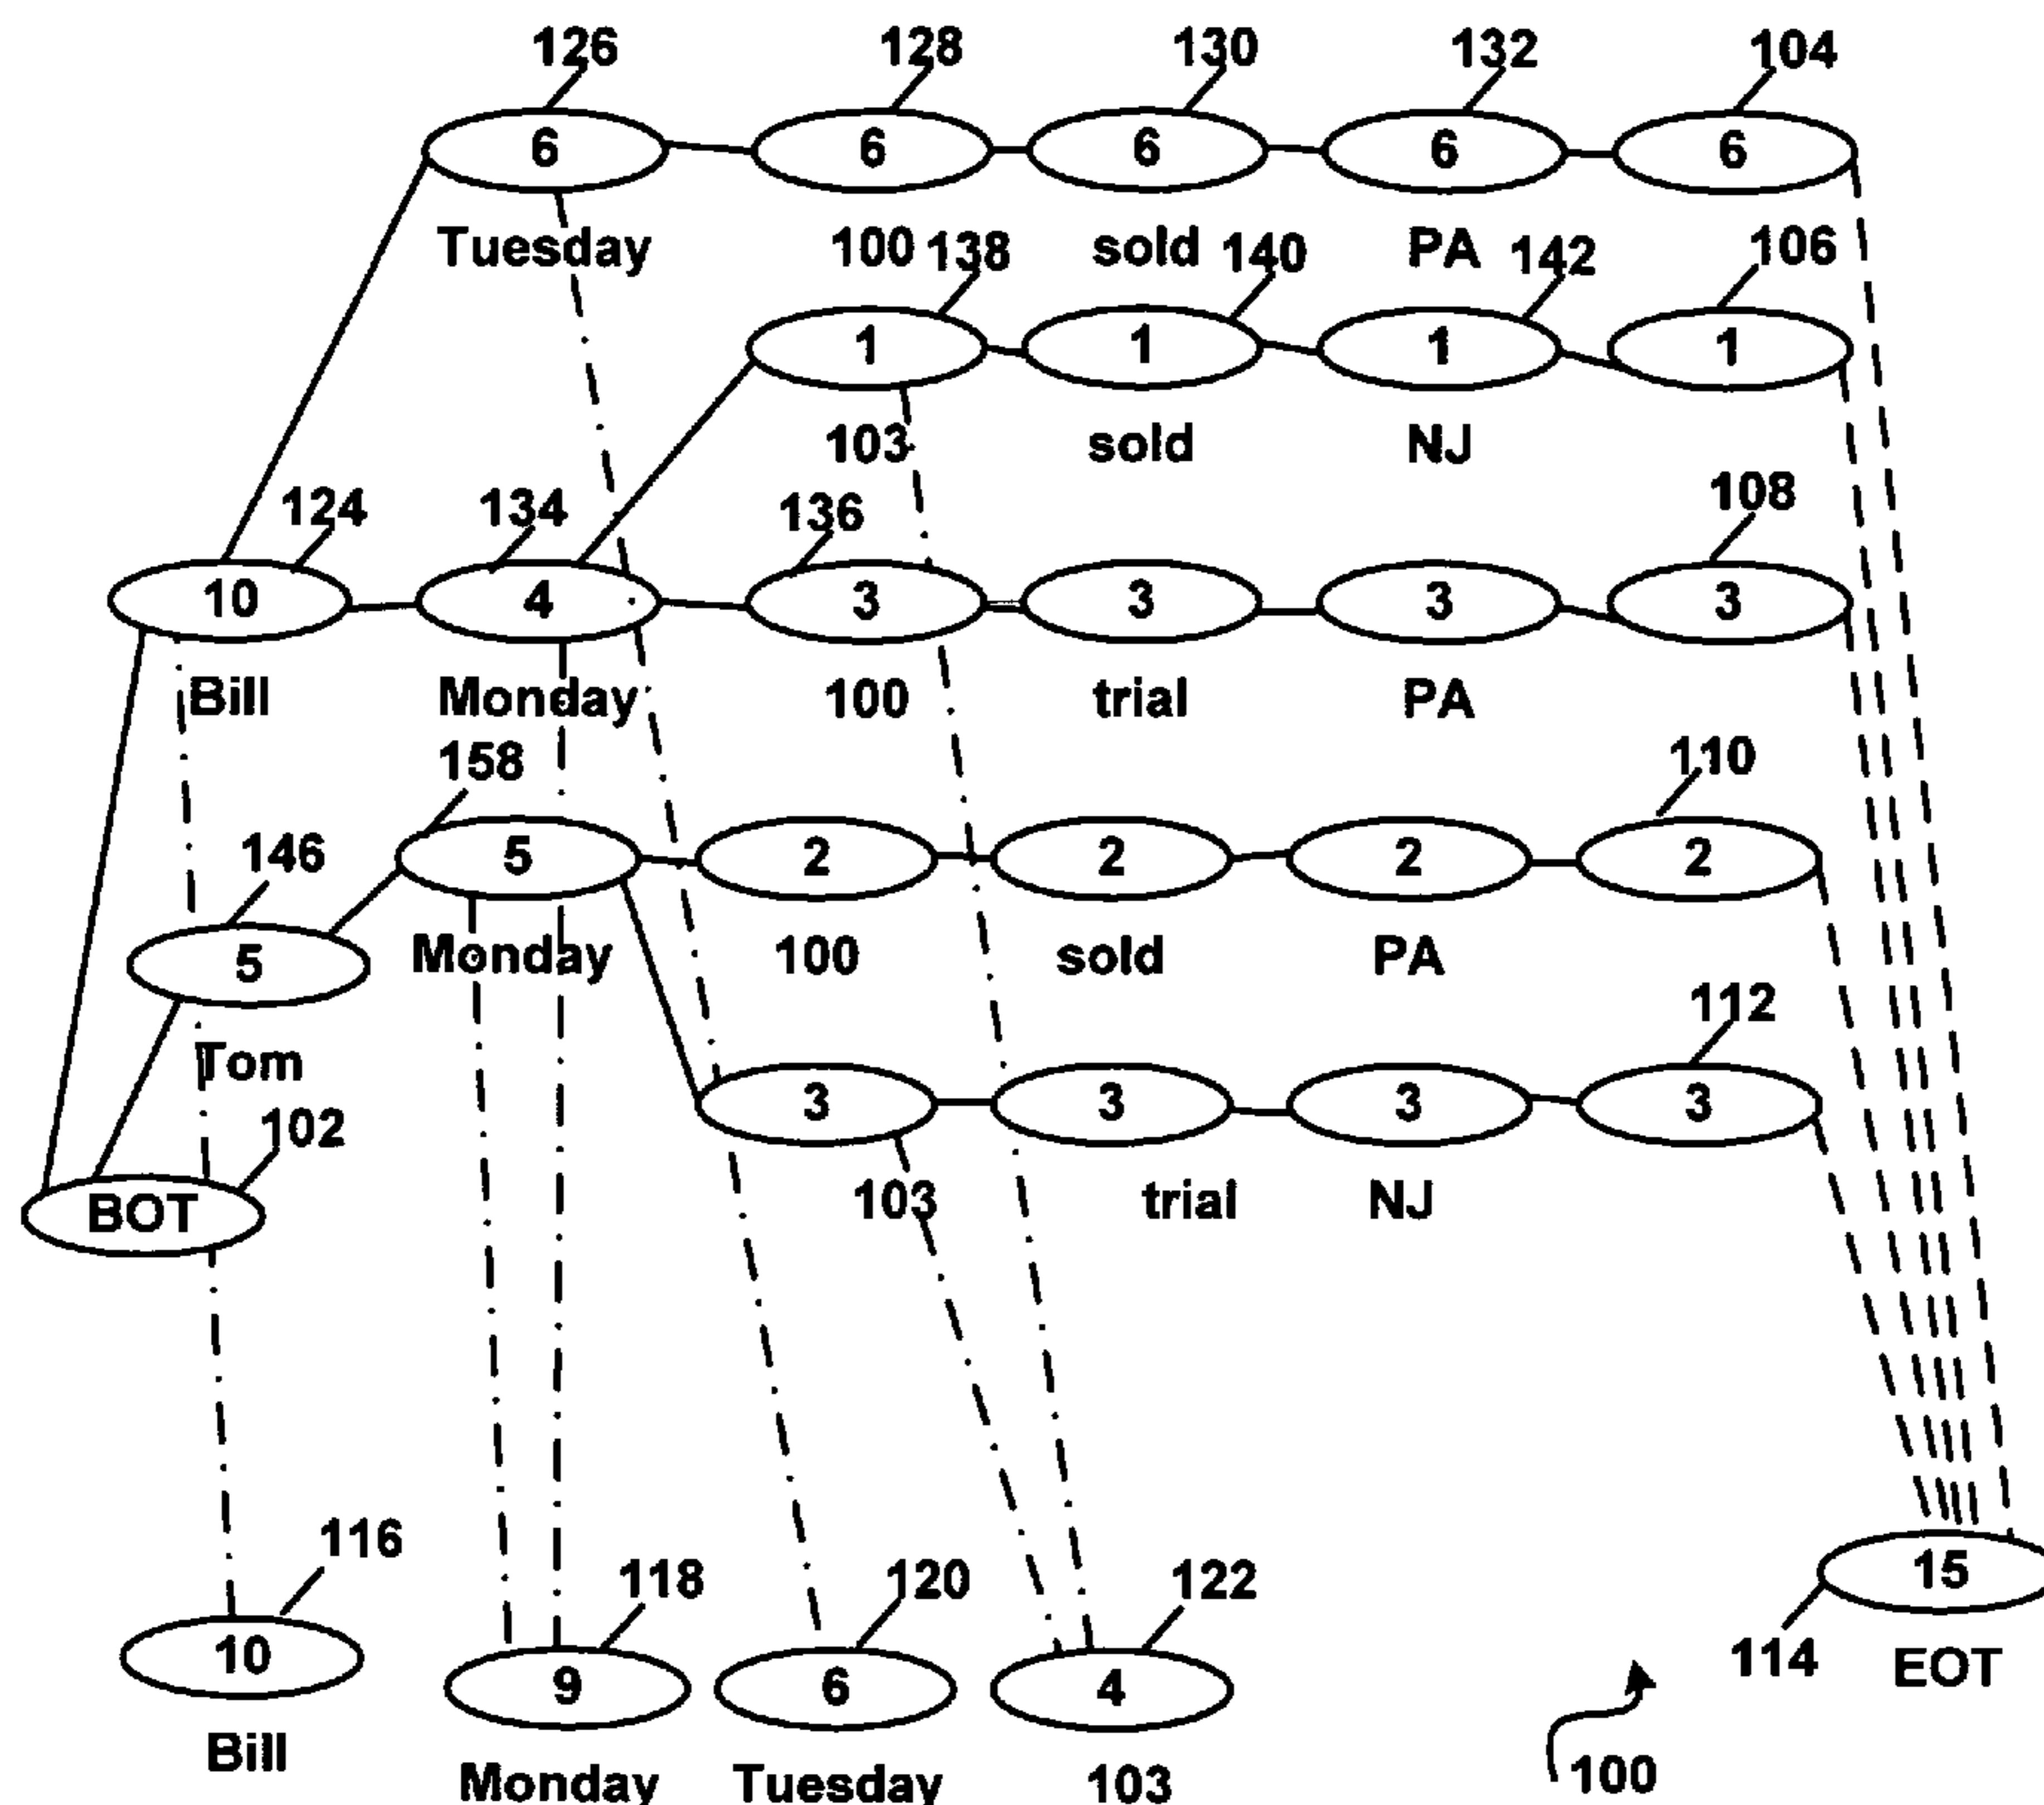 126 128 130 132 104
6 6 6 6 6
Tuesday 100 138 sold 140 PA 142 106
1 1 1 1
103 sold NJ
124 134 136 108
10 4 3 3 3 3
Bill Monday 100 trial PA
158 110
5 2 2 2 2
146
5
Monday 100 sold PA
112
Tom
3 3 3 3
102
BOT
103 trial NJ
116 118 120 122
15
10 9 6 4
114 EOT
Bill Monday Tuesday 103 100